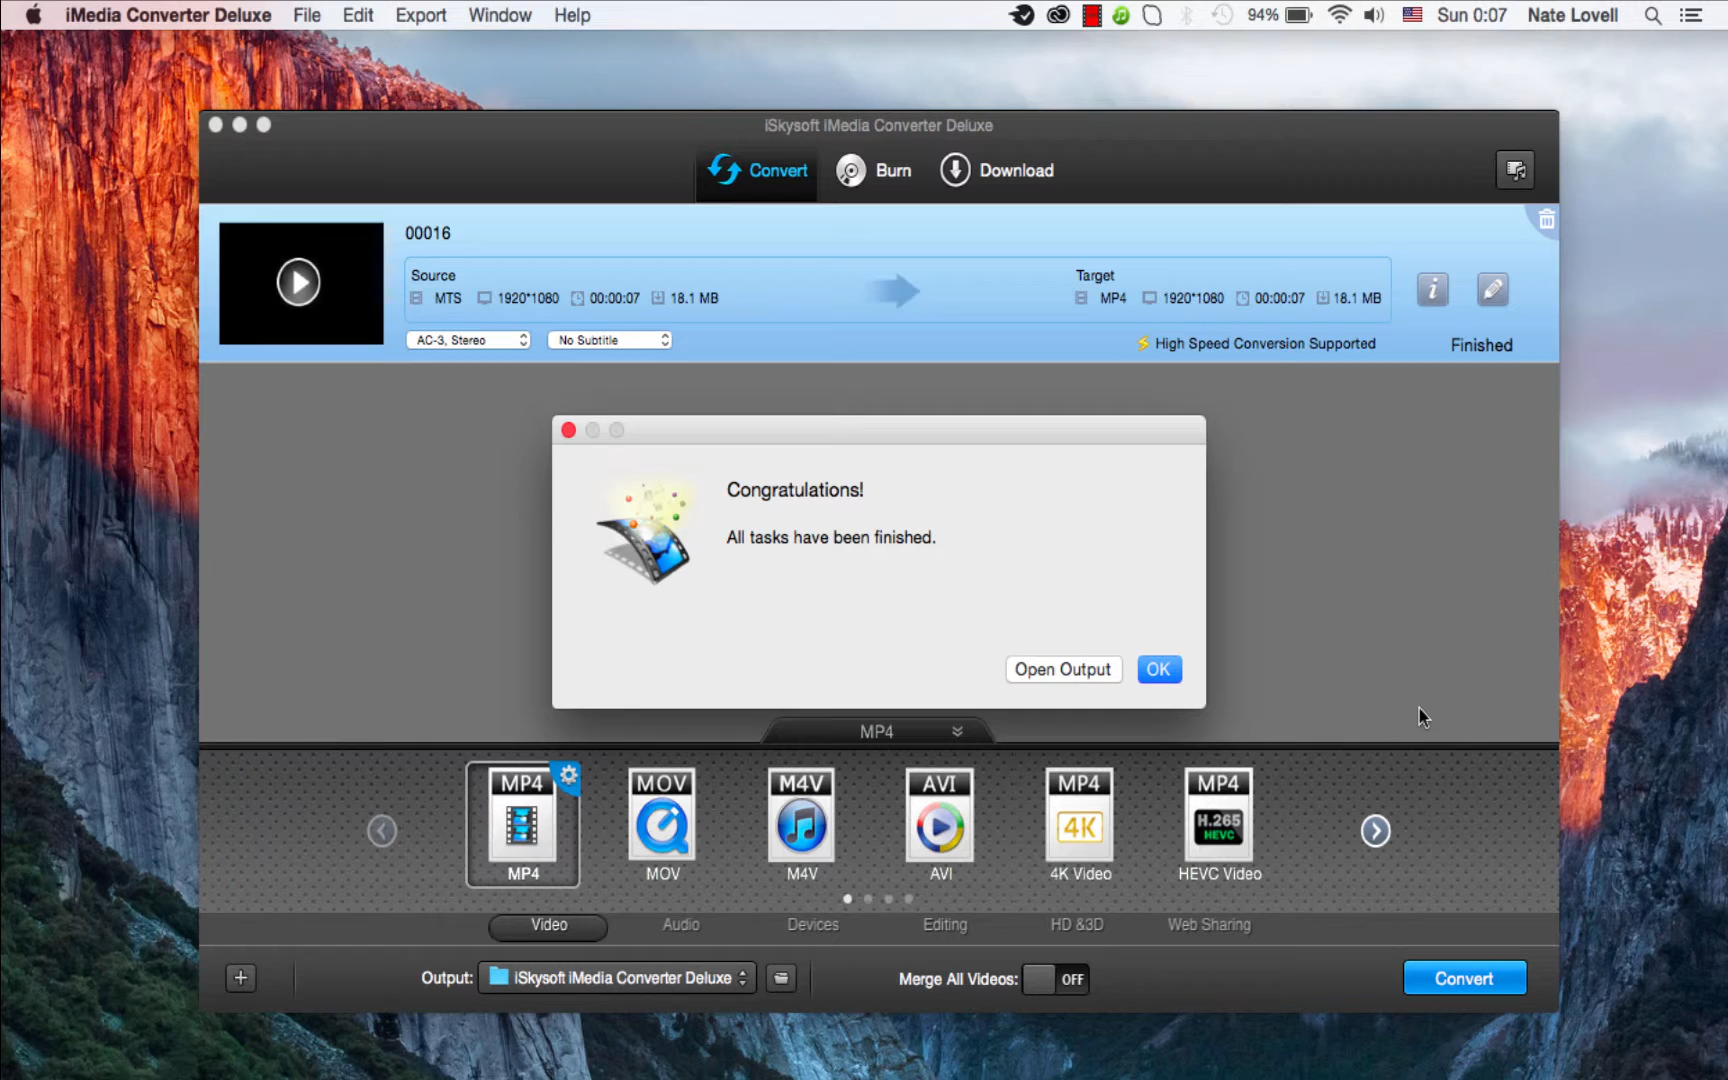 iMedia Converter Deluxe File Edit Export Window Help 94% Sun 0:07 Nate Lovell
iSkysoft iMedia Converter Deluxe
Convert Burn Download
00016
Source Target
MTS 1920*1080 00:00:07 18.1 MB MP4 1920*1080 00:00:07 18.1 MB
AC-3, Stereo No Subtitle High Speed Conversion Supported Finished
Congratulations!
All tasks have been finished.
Open Output OK
MP4
MP4 MOV M4V AVI MP4 MP4
4K H.265
HEVC
MP4 MOV M4V AVI 4K Video HEVC Video
Video Audio Devices Editing HD &3D Web Sharing
Output: iSkysoft iMedia Converter Deluxe Merge All Videos: OFF Convert